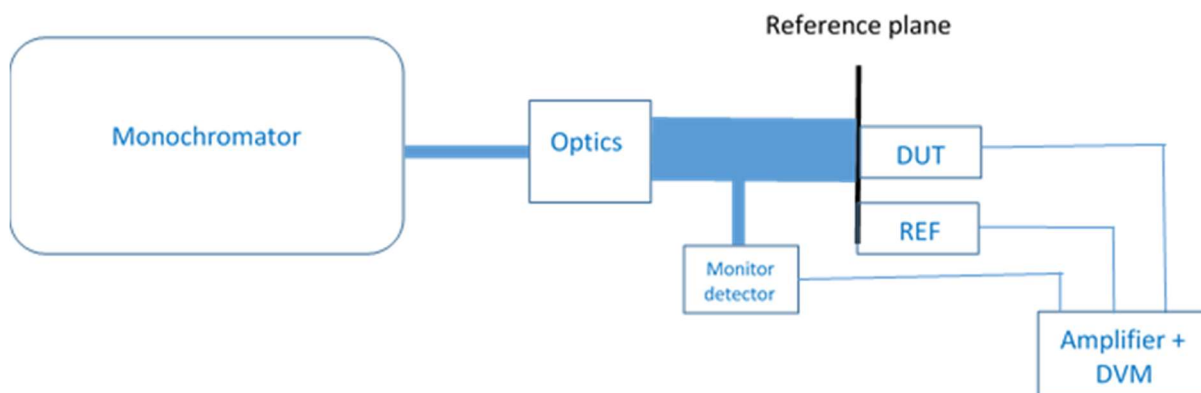 Reference plane
Monochromator
Optics
DUT
REF
Monitor
detector
Amplifier +
DVM